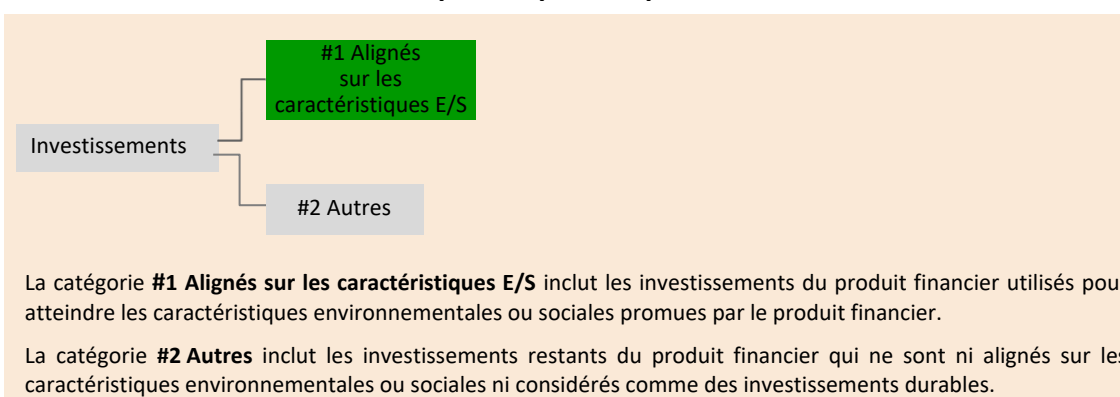 #1 Alignés
sur les
caractéristiques E/S
Investissements
#2 Autres
La catégorie #1 Alignés sur les caractéristiques E/S inclut les investissements du produit financier utilisés pou
atteindre les caractéristiques environnementales ou sociales promues par le produit financier.
La catégorie #2 Autres inclut les investissements restants du produit financier qui ne sont ni alignés sur les
caractéristiques environnementales ou sociales ni considérés comme des investissements durables.